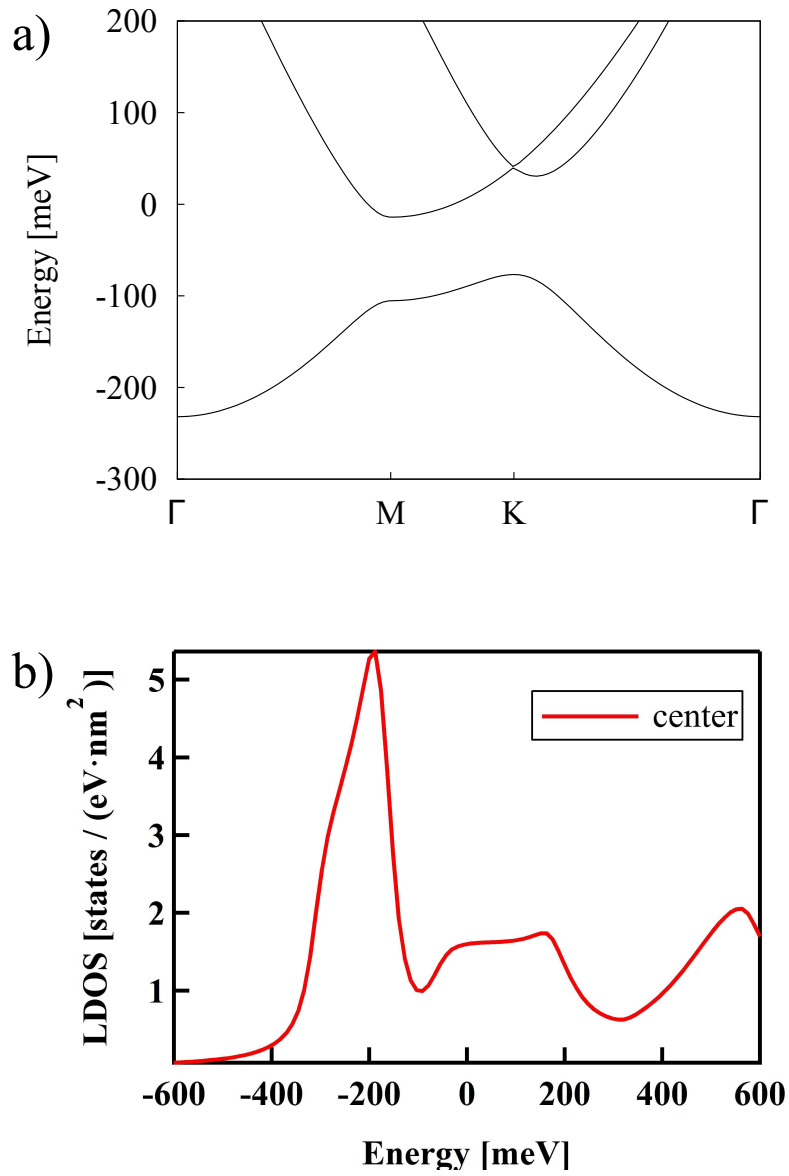 a)
Energy [meV]
200
100
0
-100
-200
-300
Γ M K Γ
b)
LDOS [states / (eV·nm²)]
5
4
3
2
1
center
-600 -400 -200 0 200 400 600
Energy [meV]